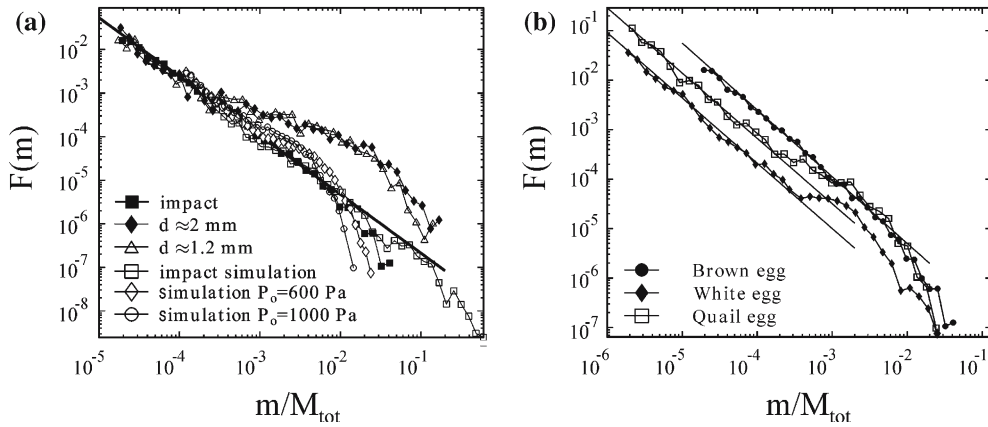 (a)
F(m)
10^-2
10^-3
10^-4
10^-5
10^-6
10^-7
10^-8
impact
d ≈2 mm
d ≈1.2 mm
impact simulation
Simulation P_o=600 Pa
Simulation P_o=1000 Pa
10^-5 10^-4 10^-3 10^-2 10^-1
m/M_tot
(b)
F(m)
10^-1
10^-2
10^-3
10^-4
10^-5
10^-6
10^-7
Brown egg
White egg
Quail egg
10^-6 10^-5 10^-4 10^-3 10^-2 10^-1
m/M_tot